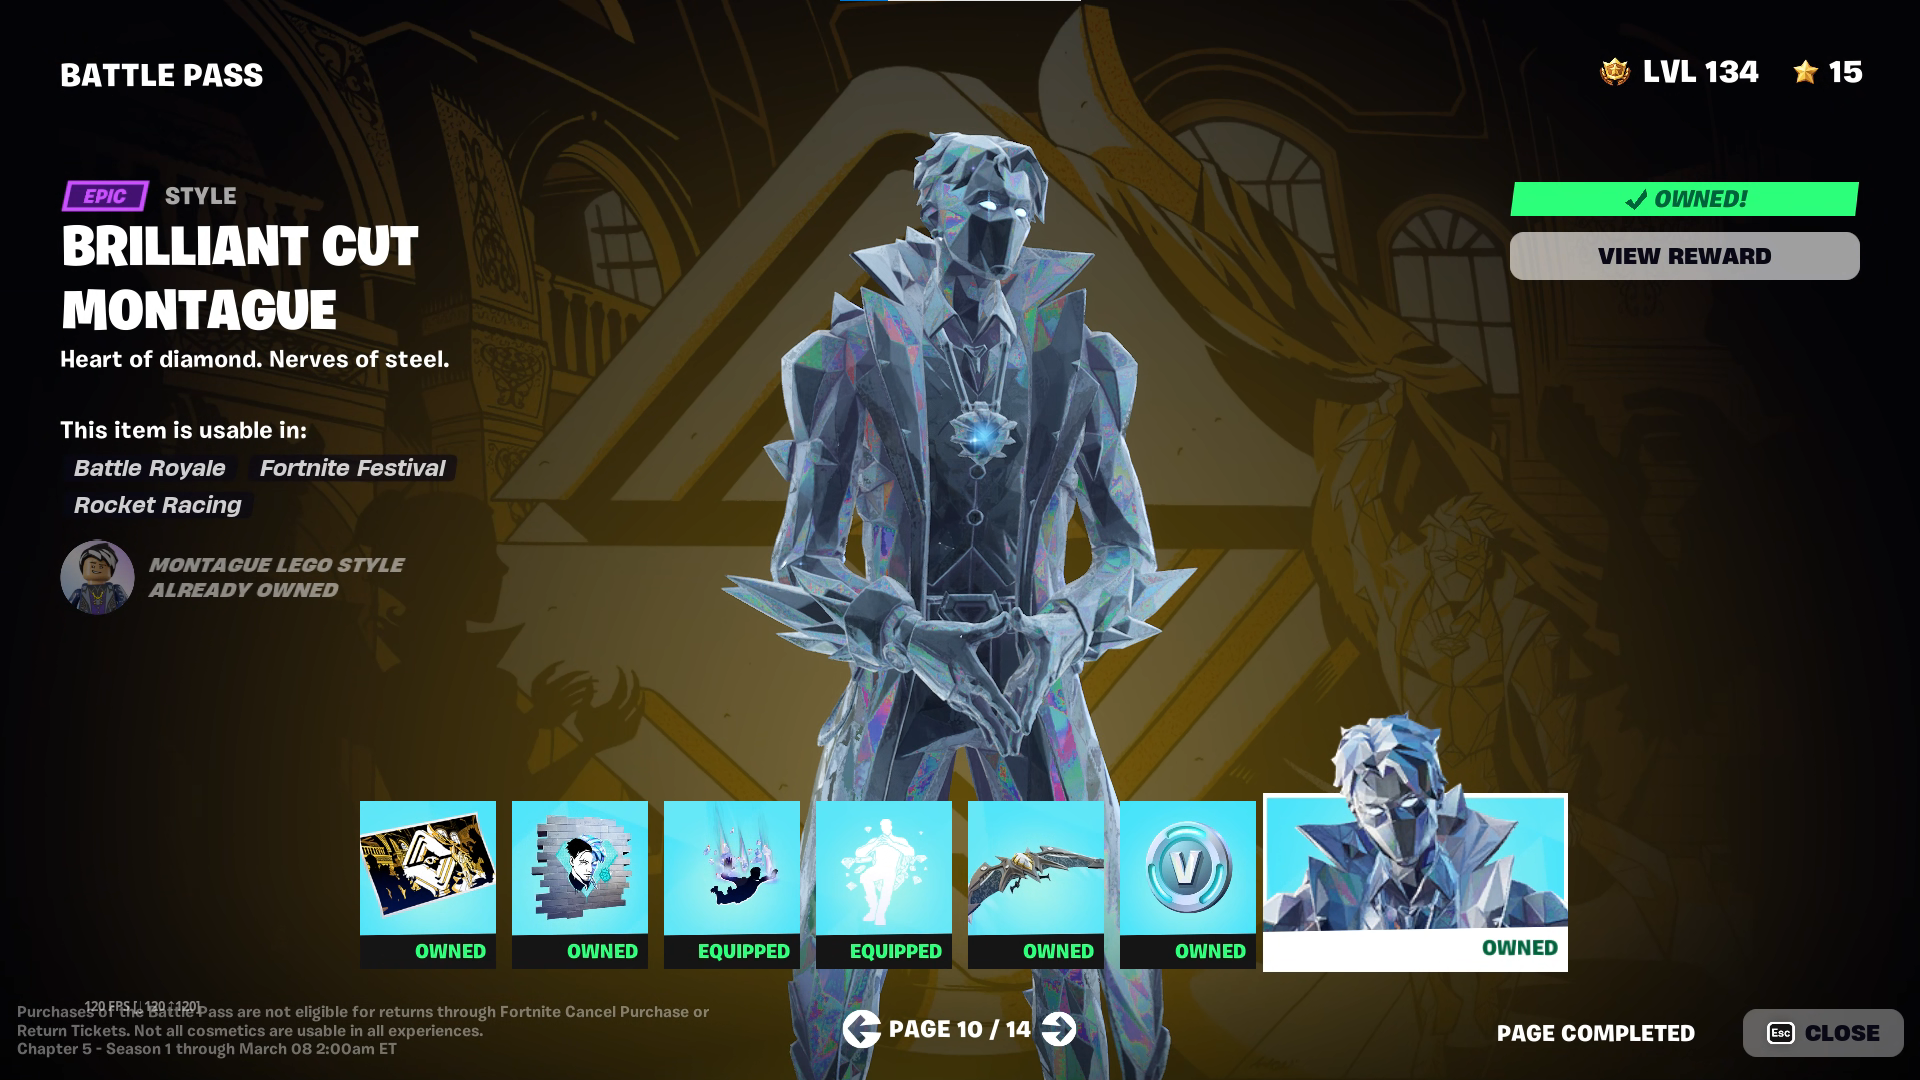 BATTLE PASS
LVL 134
15
EPIC STYLE
BRILLIANT CUT
MONTAGUE
Heart of diamond. Nerves of steel.
This item is usable in:
Battle Royale Fortnite Festival
Rocket Racing
MONTAGUE LEGO STYLE
ALREADY OWNED
OWNED!
VIEW REWARD
V
OWNED
OWNED
EQUIPPED
EQUIPPED
OWNED
OWNED
OWNED
120 FPS [↓120 ↑120]
Purchases of the Battle Pass are not eligible for returns through Fortnite Cancel Purchase or
Return Tickets. Not all cosmetics are usable in all experiences.
Chapter 5 - Season 1 through March 08 2:00am ET
PAGE 10 / 14
PAGE COMPLETED
Esc CLOSE